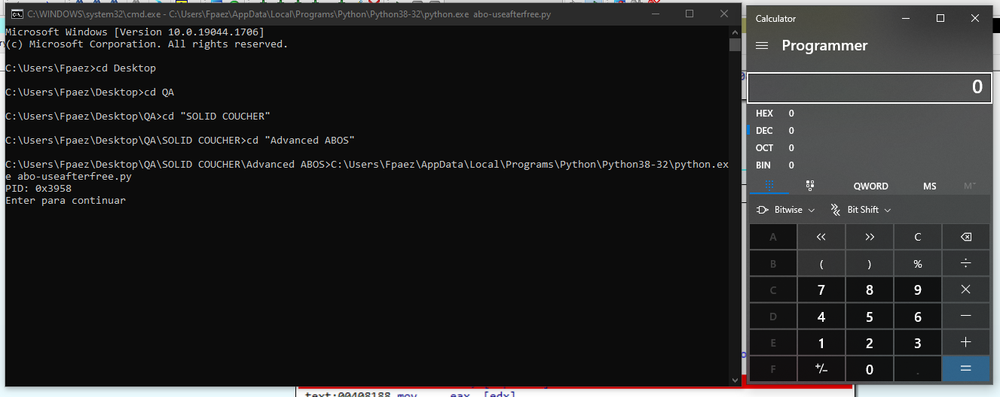 C:\WINDOWS\system32\cmd.exe - C:\Users\Fpaez\AppData\Local\Programs\Python\Python38-32\python.exe abo-useafterfree.py
Microsoft Windows [Version 10.0.19044.1706]
(c) Microsoft Corporation. All rights reserved.
C:\Users\Fpaez>cd Desktop
C:\Users\Fpaez\Desktop>cd QA
C:\Users\Fpaez\Desktop\QA>cd "SOLID COUCHER"
C:\Users\Fpaez\Desktop\QA\SOLID COUCHER>cd "Advanced ABOS"
C:\Users\Fpaez\Desktop\QA\SOLID COUCHER\Advanced ABOS>C:\Users\Fpaez\AppData\Local\Programs\Python\Python38-32\python.ex
e abo-useafterfree.py
PID: 0x3958
Enter para continuar
Calculator
Programmer
0
HEX 0
DEC 0
OCT 0
BIN 0
QWORD MS M˅
Bitwise Bit Shift
A << >> C
B ( ) % ÷
C 7 8 9 ×
D 4 5 6 −
E 1 2 3 +
F +/− 0 . =
text:00408188 mov eax, [edx]